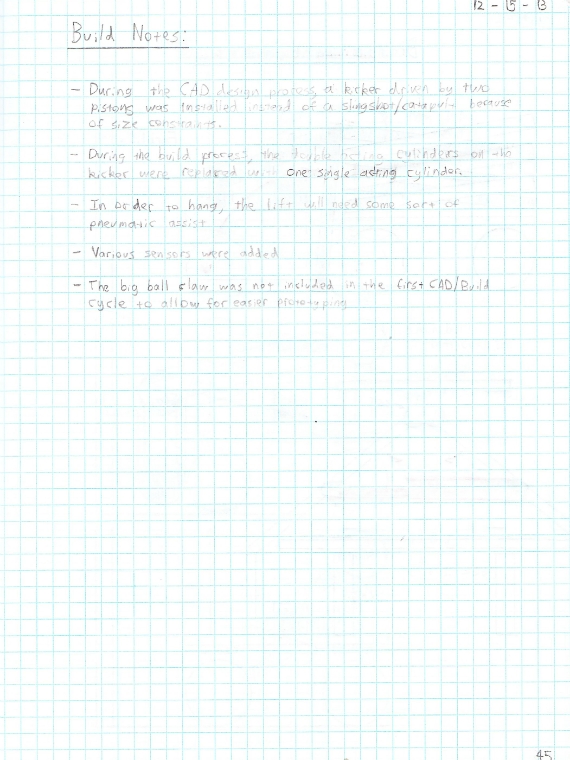 12 - 15 - 13
Build Notes:
- During the CAD design process, a kicker driven by two
pistons was installed instead of a slingshot/catapult because
of size constraints.
- During the build process, the double acting cylinders on the
kicker were replaced with one single acting cylinder.
- In order to hang, the lift will need some sort of
pneumatic assist
- Various sensors were added
- The big ball claw was not included in the first CAD/Build
cycle to allow for easier prototyping
45